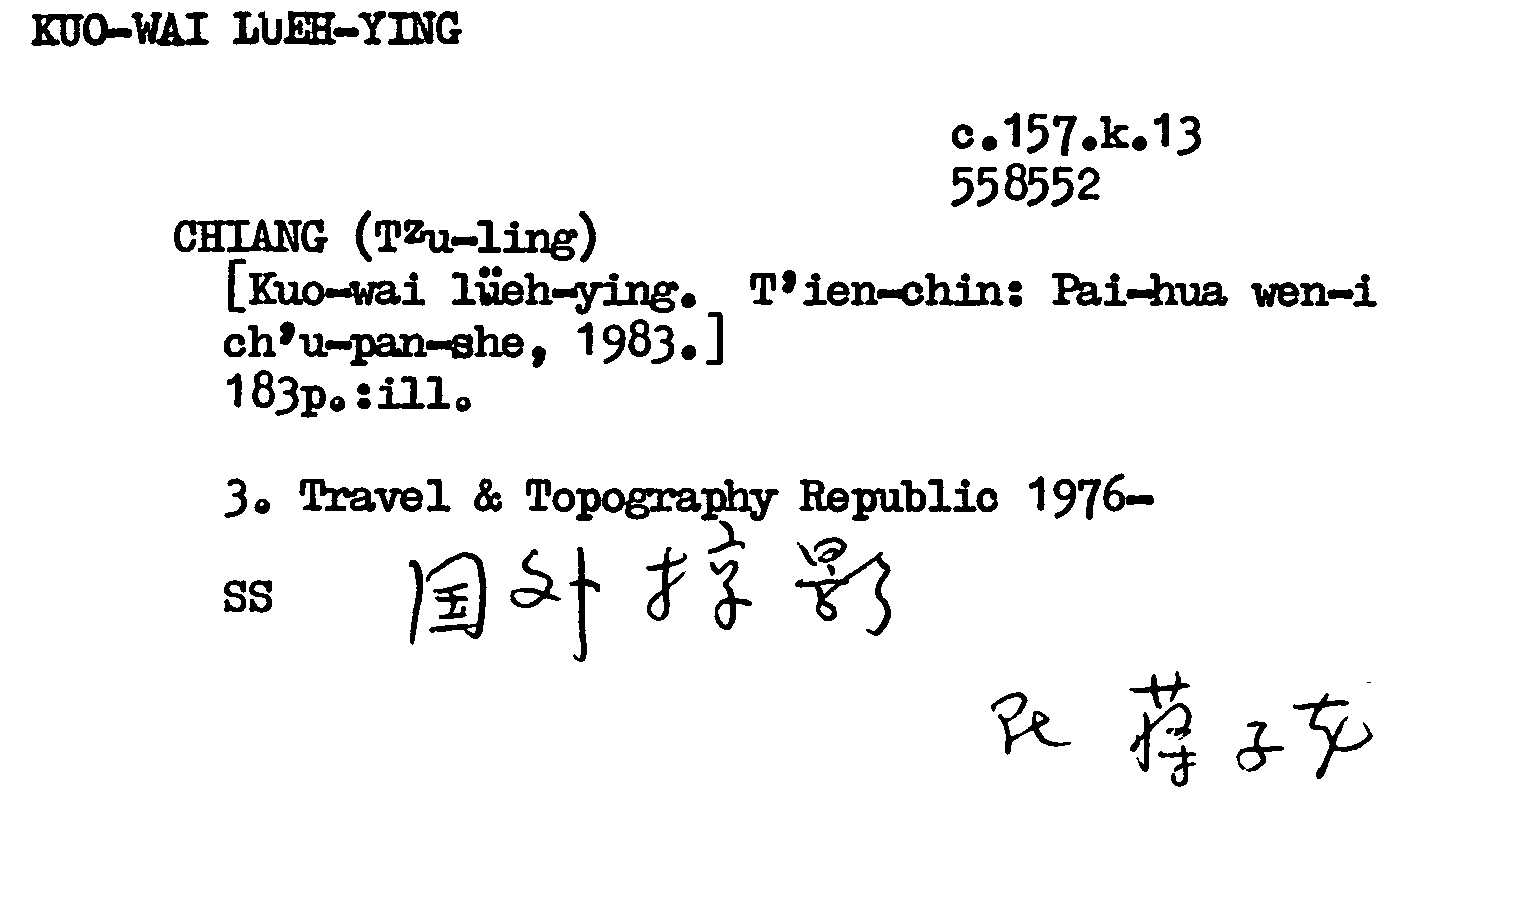 KUO-WAI LUEH-YING
c.157.k.13
558552
CHIANG (Tzu-ling)
[Kuo-wai lüeh-ying. T'ien-chin: Pai-hua wen-i
ch'u-pan-she, 1983.]
183p.:ill.
3. Travel & Topography Republic 1976-
SS 国外掠影
蒋子龙